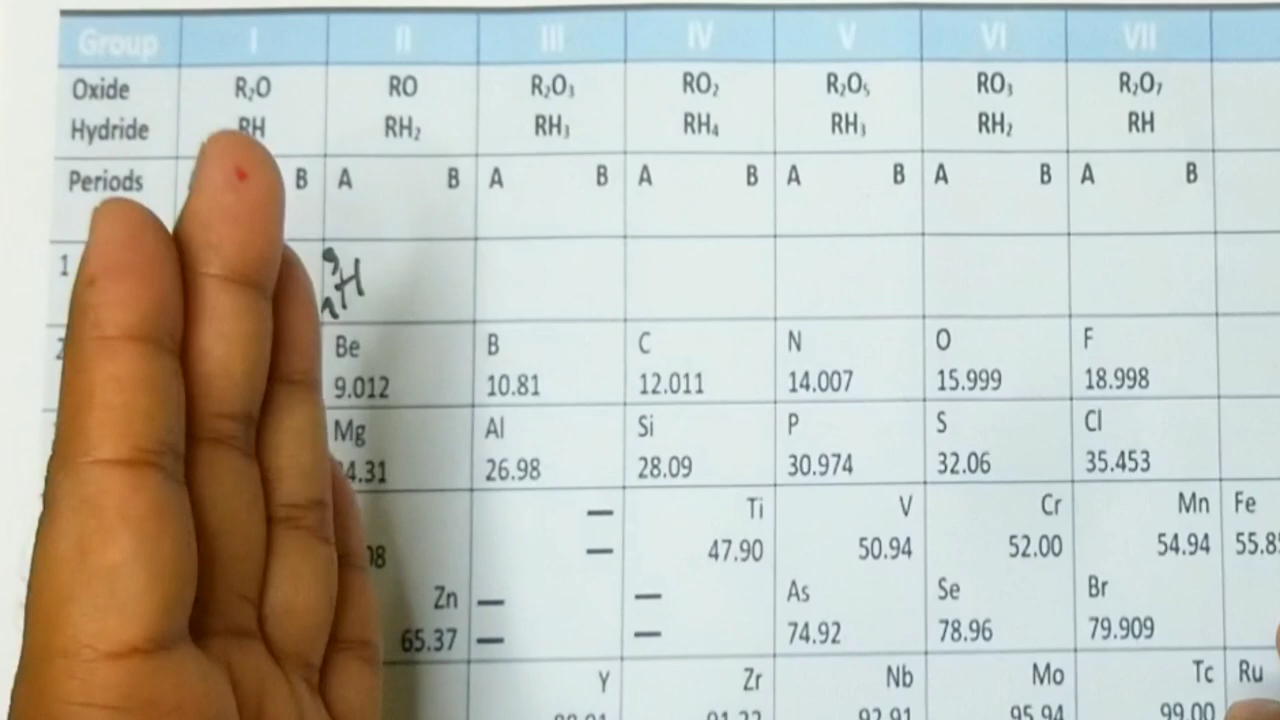 Group I II III IV V VI VII
Oxide R₂O RO R₂O₃ RO₂ R₂O₅ RO₃ R₂O₇
Hydride RH RH₂ RH₃ RH₄ RH₃ RH₂ RH
Periods B A B A B A B A B A B A B
1
Be B C N O F
9.012 10.81 12.011 14.007 15.999 18.998
Mg Al Si P S Cl
26.98 28.09 30.974 32.06 35.453
— Ti V Cr Mn Fe
— 47.90 50.94 52.00 54.94
Zn — — As Se Br
65.37 — — 74.92 78.96 79.909
Y Zr Nb Mo Tc Ru
95.94 99.00